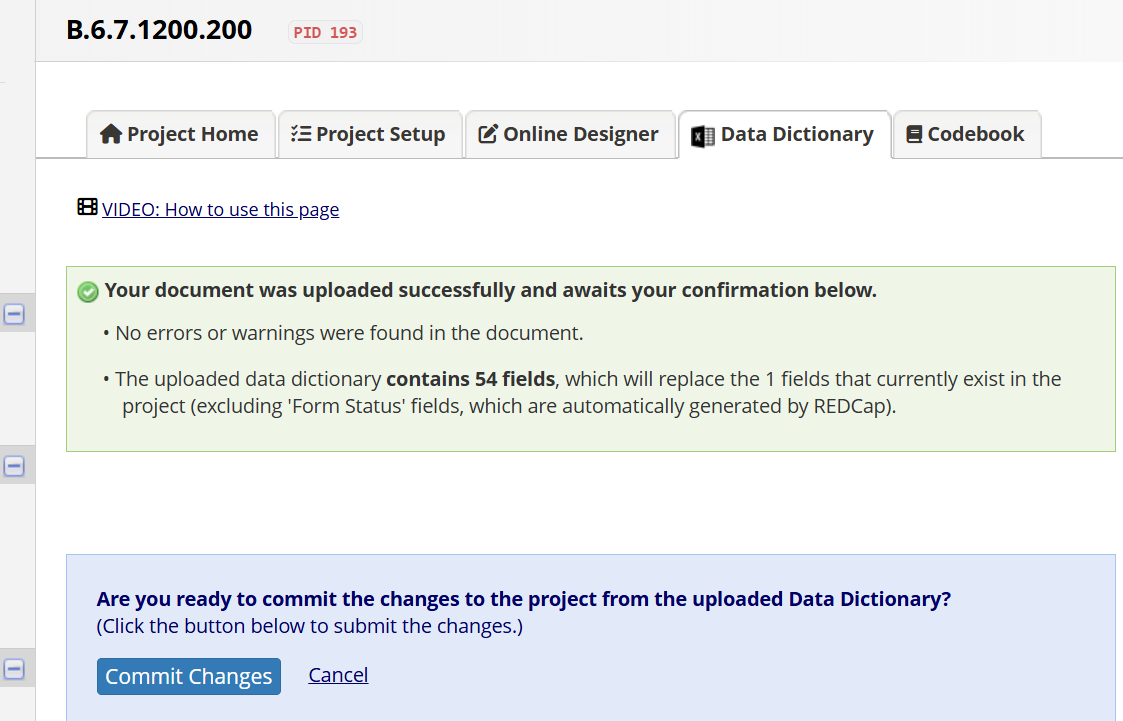 B.6.7.1200.200 PID 193
Project Home Project Setup Online Designer Data Dictionary Codebook
VIDEO: How to use this page
Your document was uploaded successfully and awaits your confirmation below.
• No errors or warnings were found in the document.
• The uploaded data dictionary contains 54 fields, which will replace the 1 fields that currently exist in the
project (excluding 'Form Status' fields, which are automatically generated by REDCap).
Are you ready to commit the changes to the project from the uploaded Data Dictionary?
(Click the button below to submit the changes.)
Commit Changes Cancel